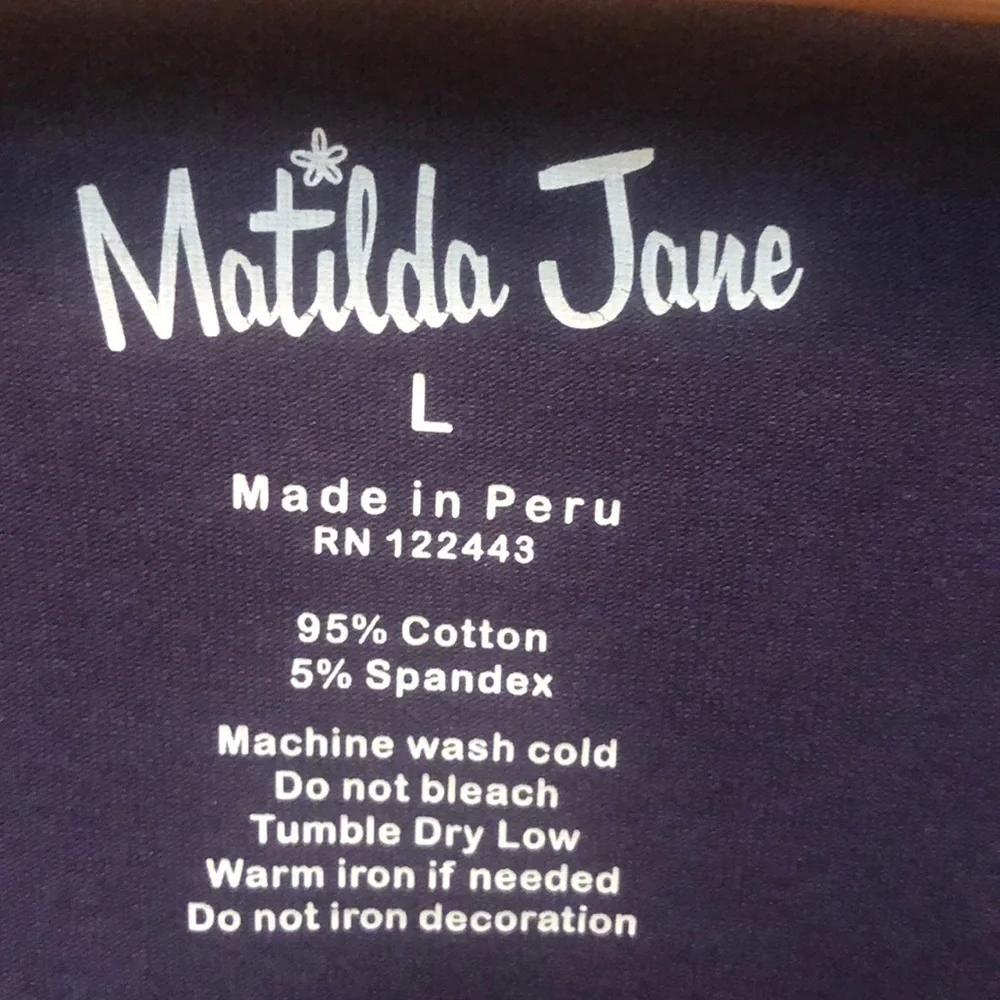 Matilda Jane
L
Made in Peru
RN 122443
95% Cotton
5% Spandex
Machine wash cold
Do not bleach
Tumble Dry Low
Warm iron if needed
Do not iron decoration